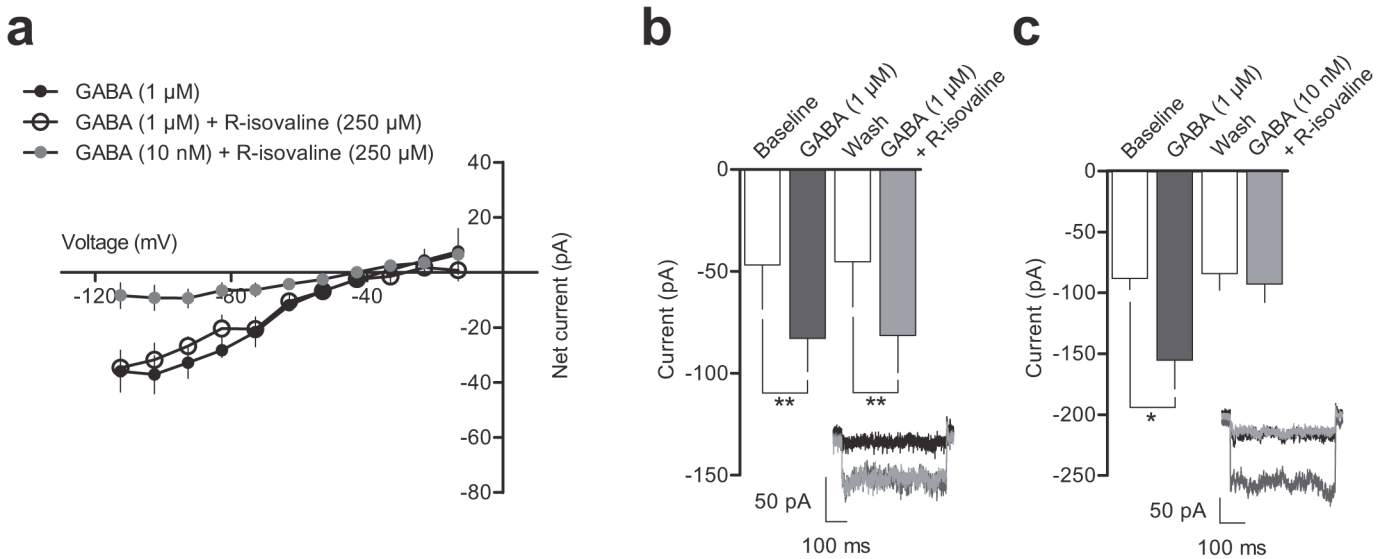 a
GABA (1 µM)
GABA (1 µM) + R-isovaline (250 µM)
GABA (10 nM) + R-isovaline (250 µM)
Voltage (mV)
-120
-80
-40
40
20
-20
-40
-60
-80
Net current (pA)
b
Baseline
GABA (1 µM)
Wash
GABA (1 µM)
+ R-isovaline
0
-50
-100
-150
Current (pA)
**
**
50 pA
100 ms
c
Baseline
GABA (1 µM)
Wash
GABA (10 nM)
+ R-isovaline
0
-50
-100
-150
-200
-250
Current (pA)
*
50 pA
100 ms